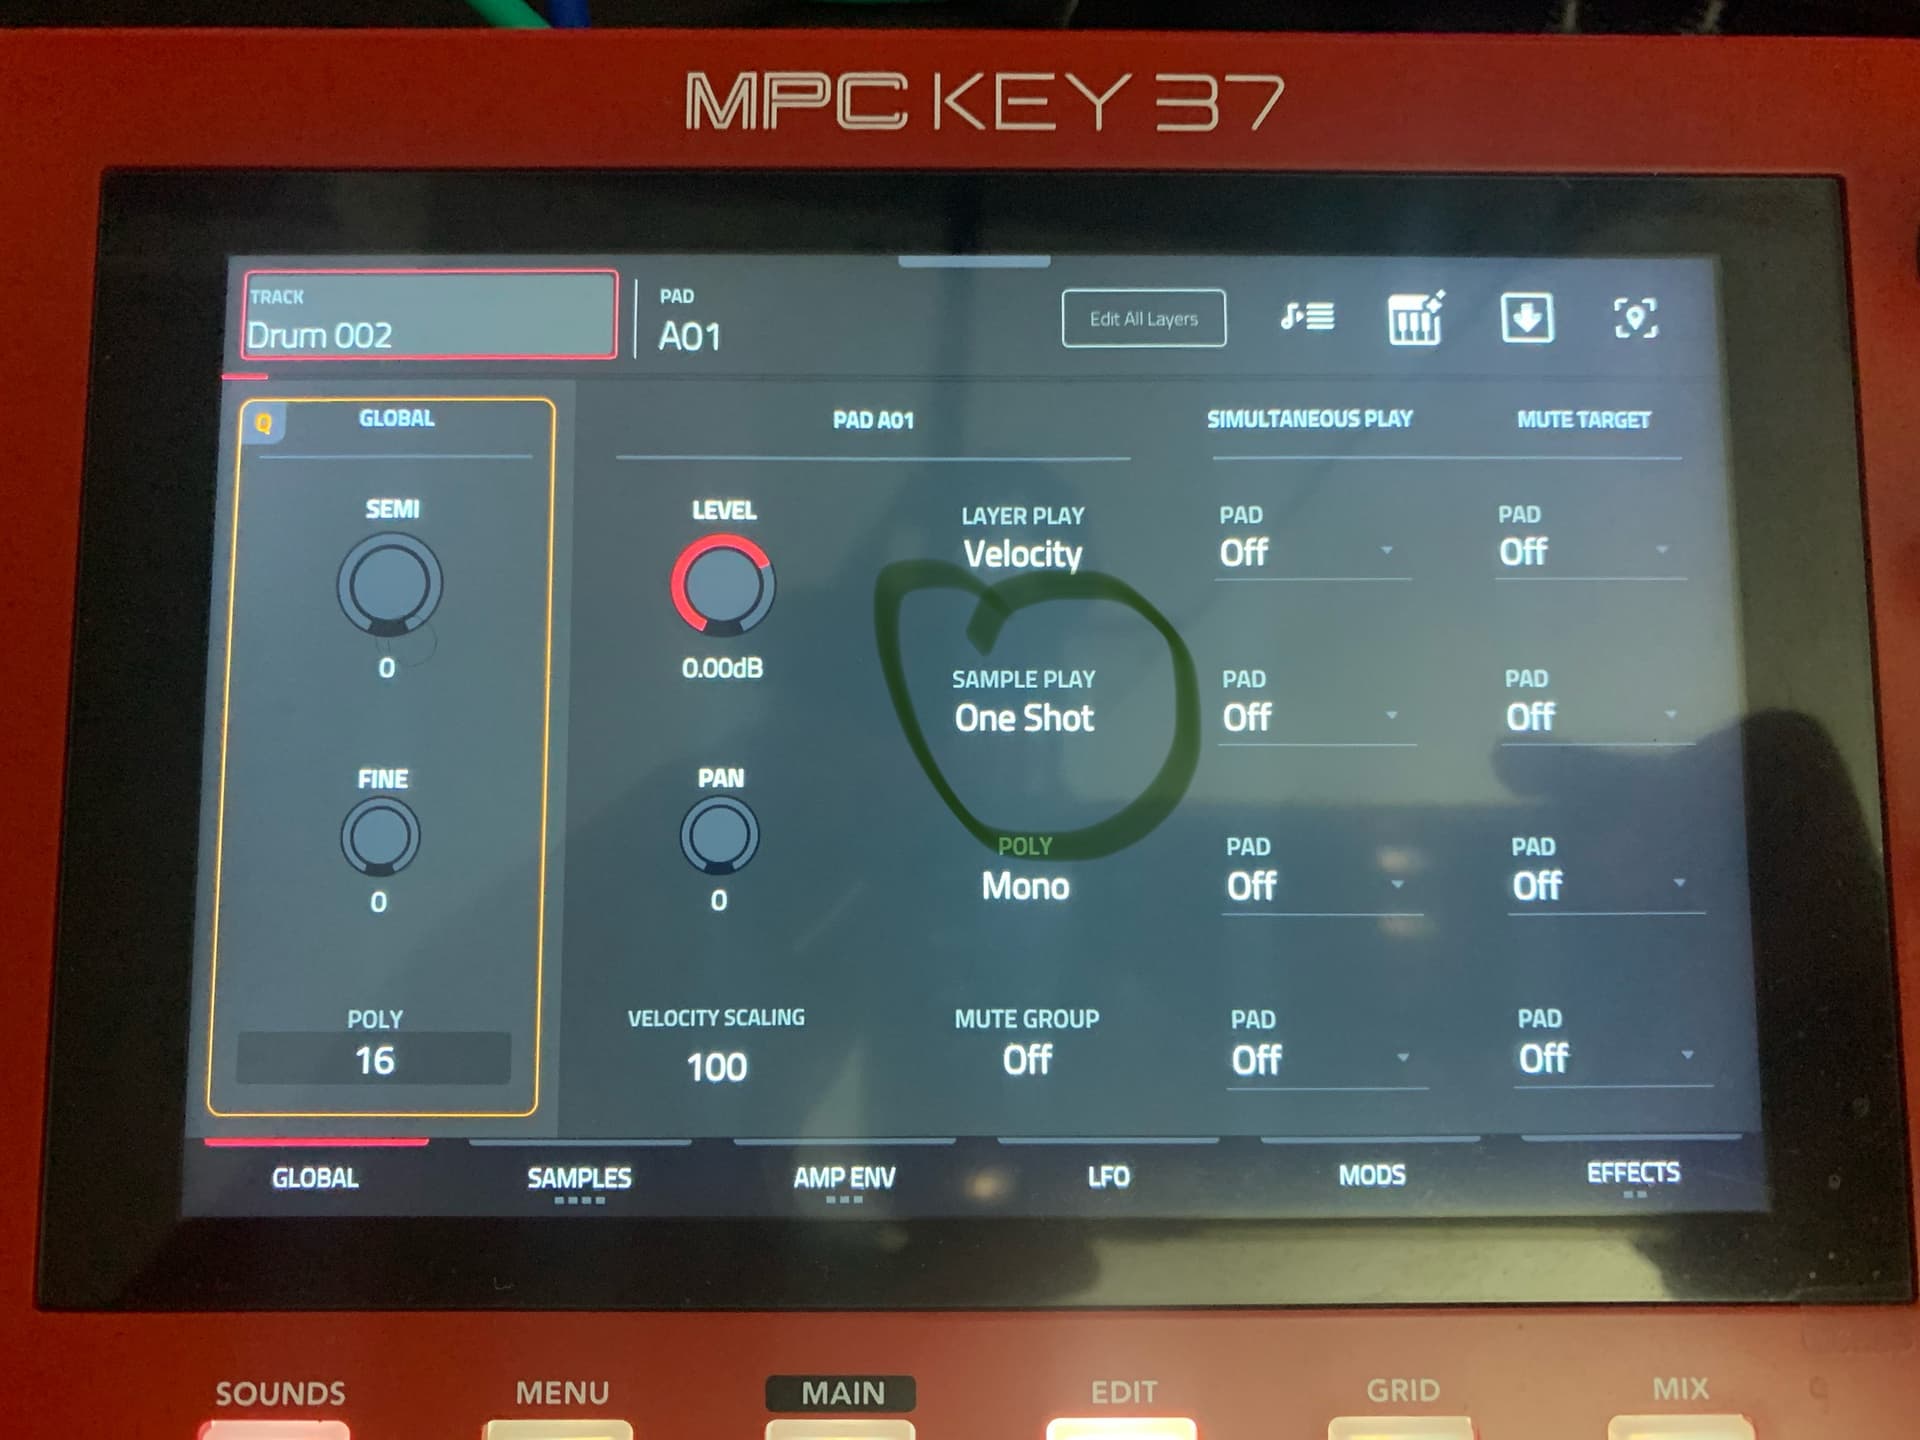 MPC KEY 37
TRACK
Drum 002
PAD
A01
Edit All Layers
Q
GLOBAL
PAD A01
SIMULTANEOUS PLAY
MUTE TARGET
SEMI
0
LEVEL
0.00dB
LAYER PLAY
Velocity
PAD
Off
PAD
Off
SAMPLE PLAY
One Shot
PAD
Off
PAD
Off
FINE
0
PAN
0
POLY
Mono
PAD
Off
PAD
Off
POLY
16
VELOCITY SCALING
100
MUTE GROUP
Off
PAD
Off
PAD
Off
GLOBAL
SAMPLES
AMP ENV
LFO
MODS
EFFECTS
SOUNDS
MENU
MAIN
EDIT
GRID
MIX